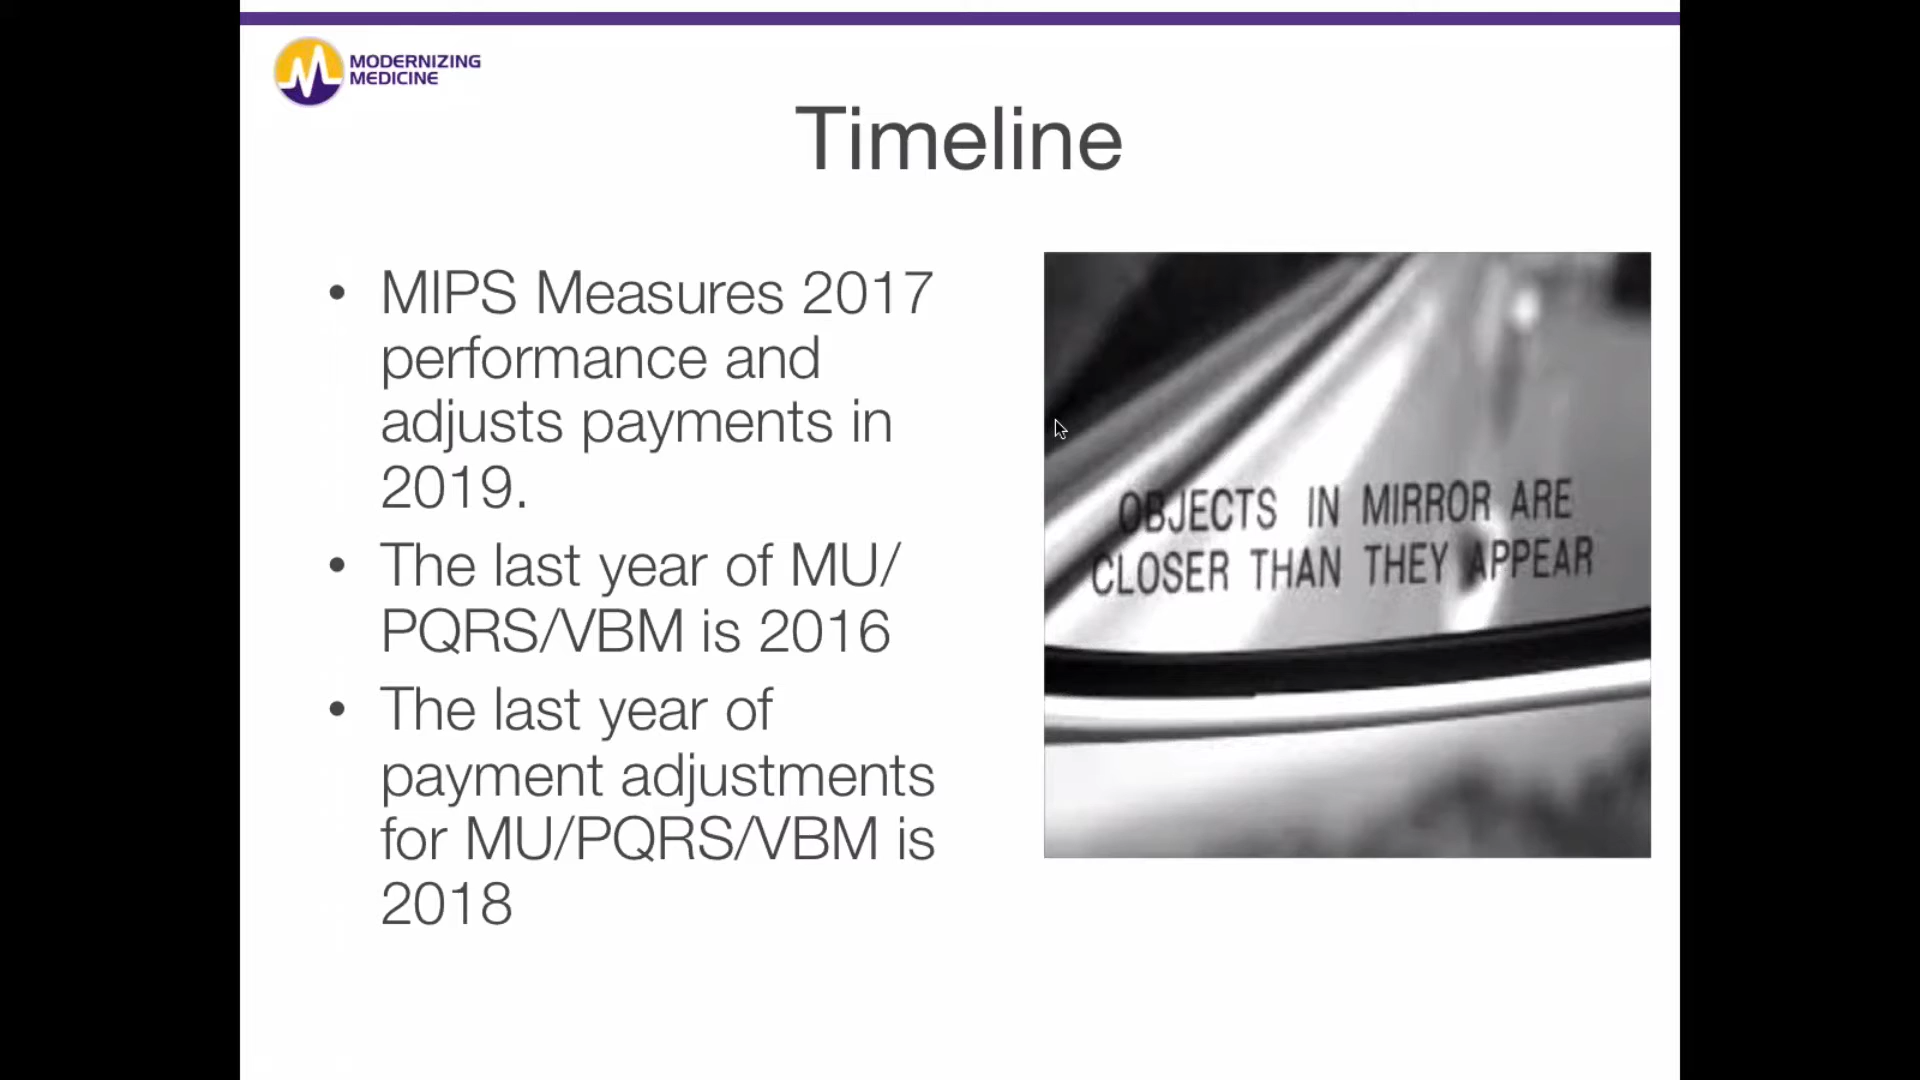 MODERNIZING
MEDICINE
Timeline
• MIPS Measures 2017
performance and
adjusts payments in
2019.
• The last year of MU/
PQRS/VBM is 2016
• The last year of
payment adjustments
for MU/PQRS/VBM is
2018
OBJECTS IN MIRROR ARE
CLOSER THAN THEY APPEAR